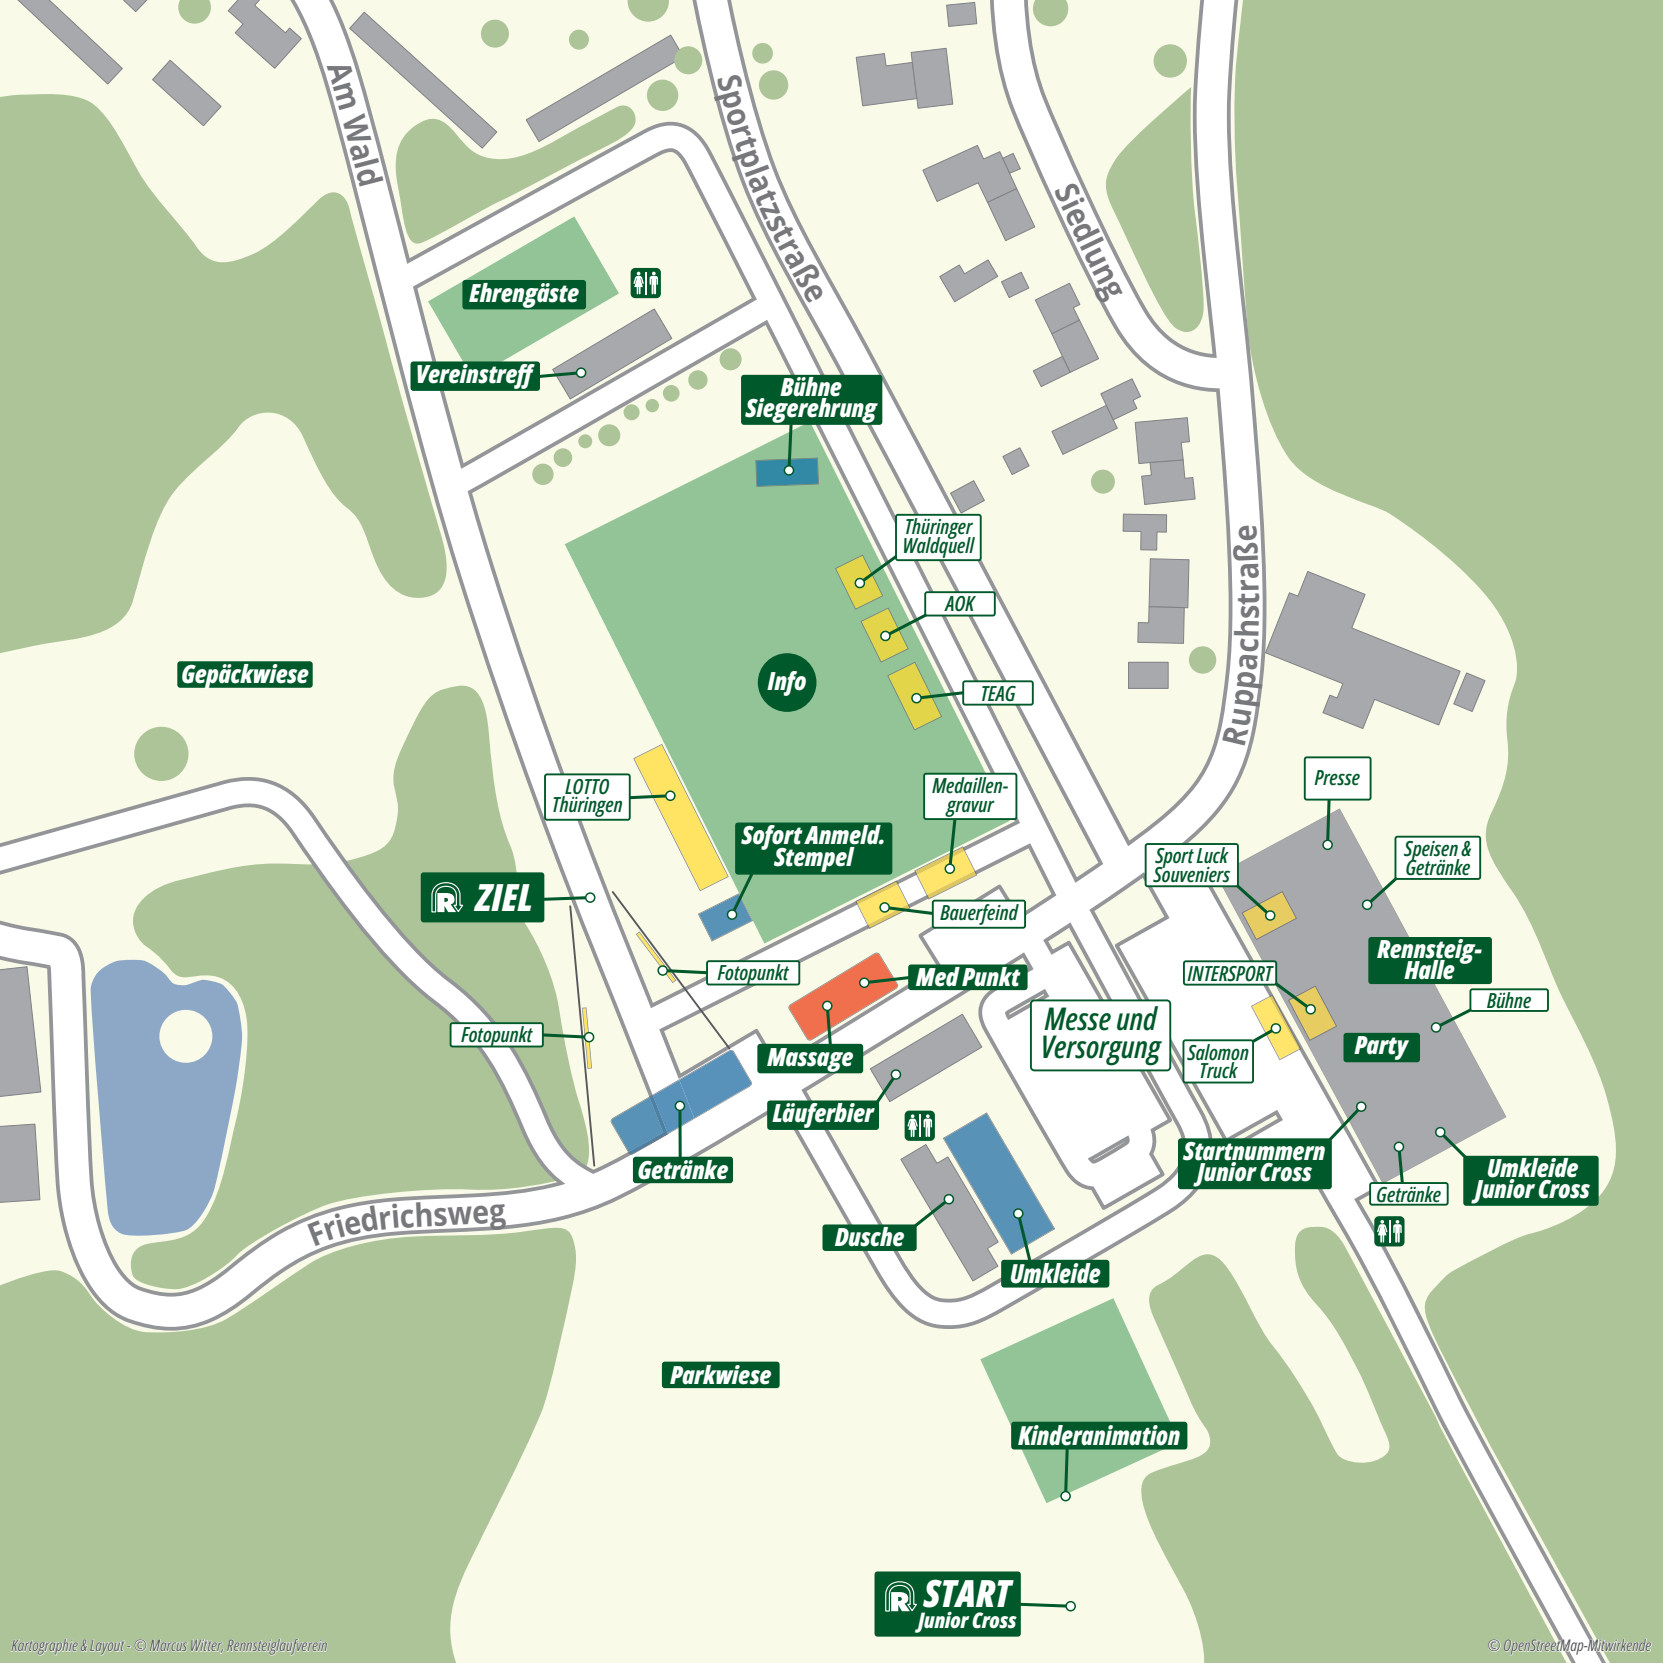 Am Wald
Sportplatzstraße
Siedlung
Ehrengäste
Vereinstreff
Bühne
Siegerehrung
Thüringer
Waldquell
AOK
Ruppachstraße
Gepäckwiese
Info
TEAG
LOTTO
Thüringen
Medaillen-
gravur
Presse
Sofort Anmeld.
Stempel
Sport Luck
Souveniers
Speisen &
Getränke
R ZIEL
Bauerfeind
Rennsteig-
Halle
Fotopunkt
Med Punkt
INTERSPORT
Bühne
Fotopunkt
Messe und
Versorgung
Massage
Party
Salomon
Truck
Läuferbier
Getränke
Startnummern
Junior Cross
Umkleide
Junior Cross
Getränke
Friedrichsweg
Dusche
Umkleide
Parkwiese
Kinderanimation
R START
Junior Cross
Kartographie & Layout - © Marcus Witter, Rennsteiglaufverein
© OpenStreetMap-Mitwirkende